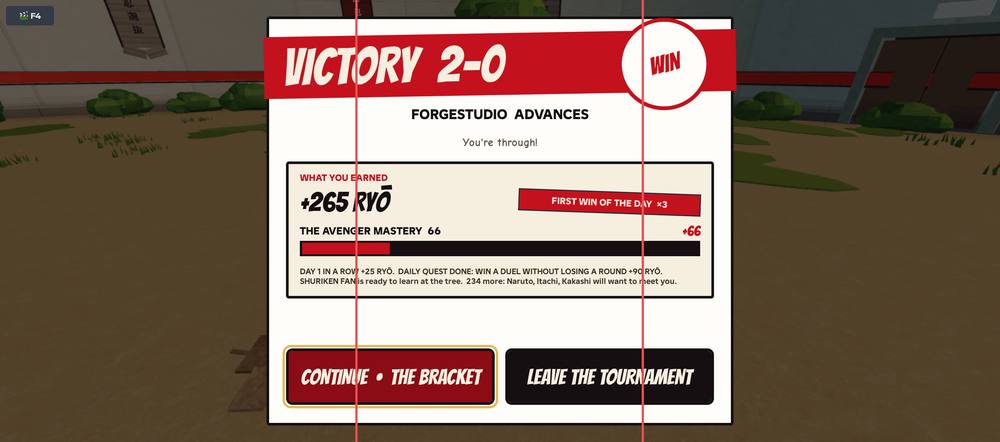 F4
VICTORY 2-0
WIN
FORGESTUDIO ADVANCES
You're through!
WHAT YOU EARNED
+265 RYŌ
FIRST WIN OF THE DAY ×3
THE AVENGER MASTERY 66
+66
DAY 1 IN A ROW +25 RYŌ. DAILY QUEST DONE: WIN A DUEL WITHOUT LOSING A ROUND +90 RYŌ.
SHURIKEN FAN is ready to learn at the tree. 234 more: Naruto, Itachi, Kakashi will want to meet you.
CONTINUE • THE BRACKET
LEAVE THE TOURNAMENT